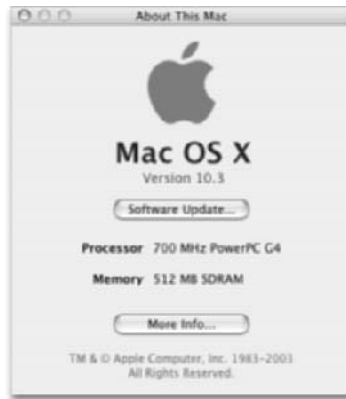 About This Mac
Mac OS X
Version 10.3
Software Update...
Processor 700 MHz PowerPC G4
Memory 512 MB SDRAM
More Info...
TM & © Apple Computer, Inc. 1983-2003
All Rights Reserved.